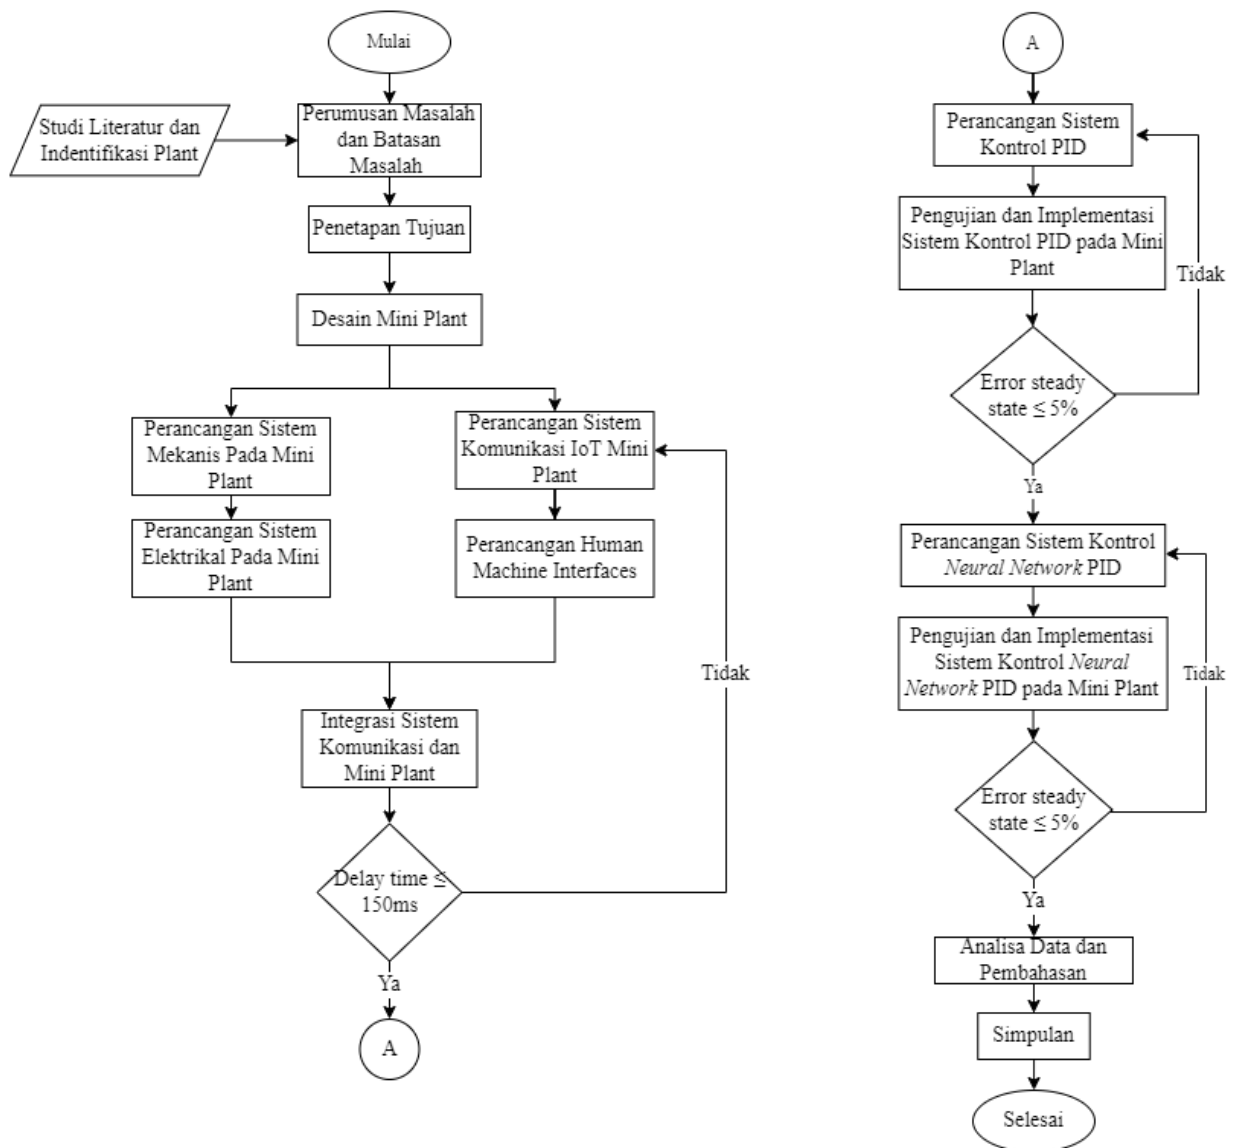 Mulai
Studi Literatur dan
Indentifikasi Plant
Perumusan Masalah
dan Batasan
Masalah
Penetapan Tujuan
Desain Mini Plant
Perancangan Sistem
Mekanis Pada Mini
Plant
Perancangan Sistem
Elektrikal Pada Mini
Plant
Perancangan Sistem
Komunikasi IoT Mini
Plant
Perancangan Human
Machine Interfaces
Tidak
Integrasi Sistem
Komunikasi dan
Mini Plant
Delay time ≤
150ms
Ya
A
A
Perancangan Sistem
Kontrol PID
Pengujian dan Implementasi
Sistem Kontrol PID pada Mini
Plant
Tidak
Error steady
state ≤ 5%
Ya
Perancangan Sistem Kontrol
Neural Network PID
Pengujian dan Implementasi
Sistem Kontrol Neural
Network PID pada Mini Plant
Tidak
Error steady
state ≤ 5%
Ya
Analisa Data dan
Pembahasan
Simpulan
Selesai